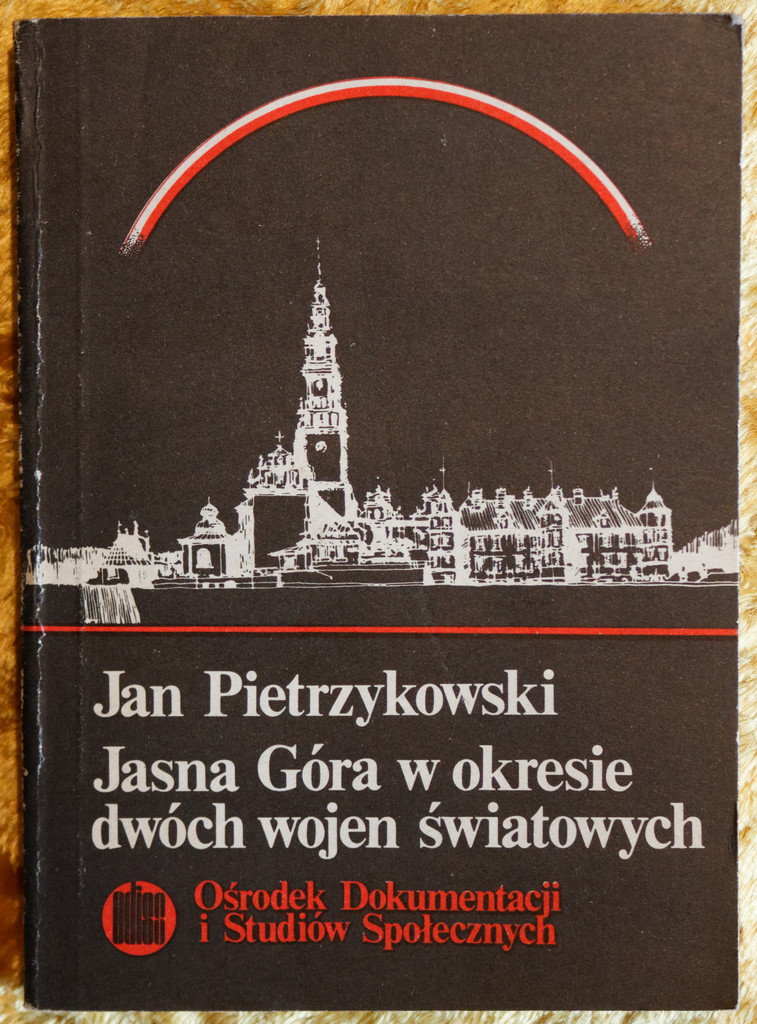 Jan Pietrzykowski
Jasna Góra w okresie
dwóch wojen światowych
Ośrodek Dokumentacji
i Studiów Społecznych